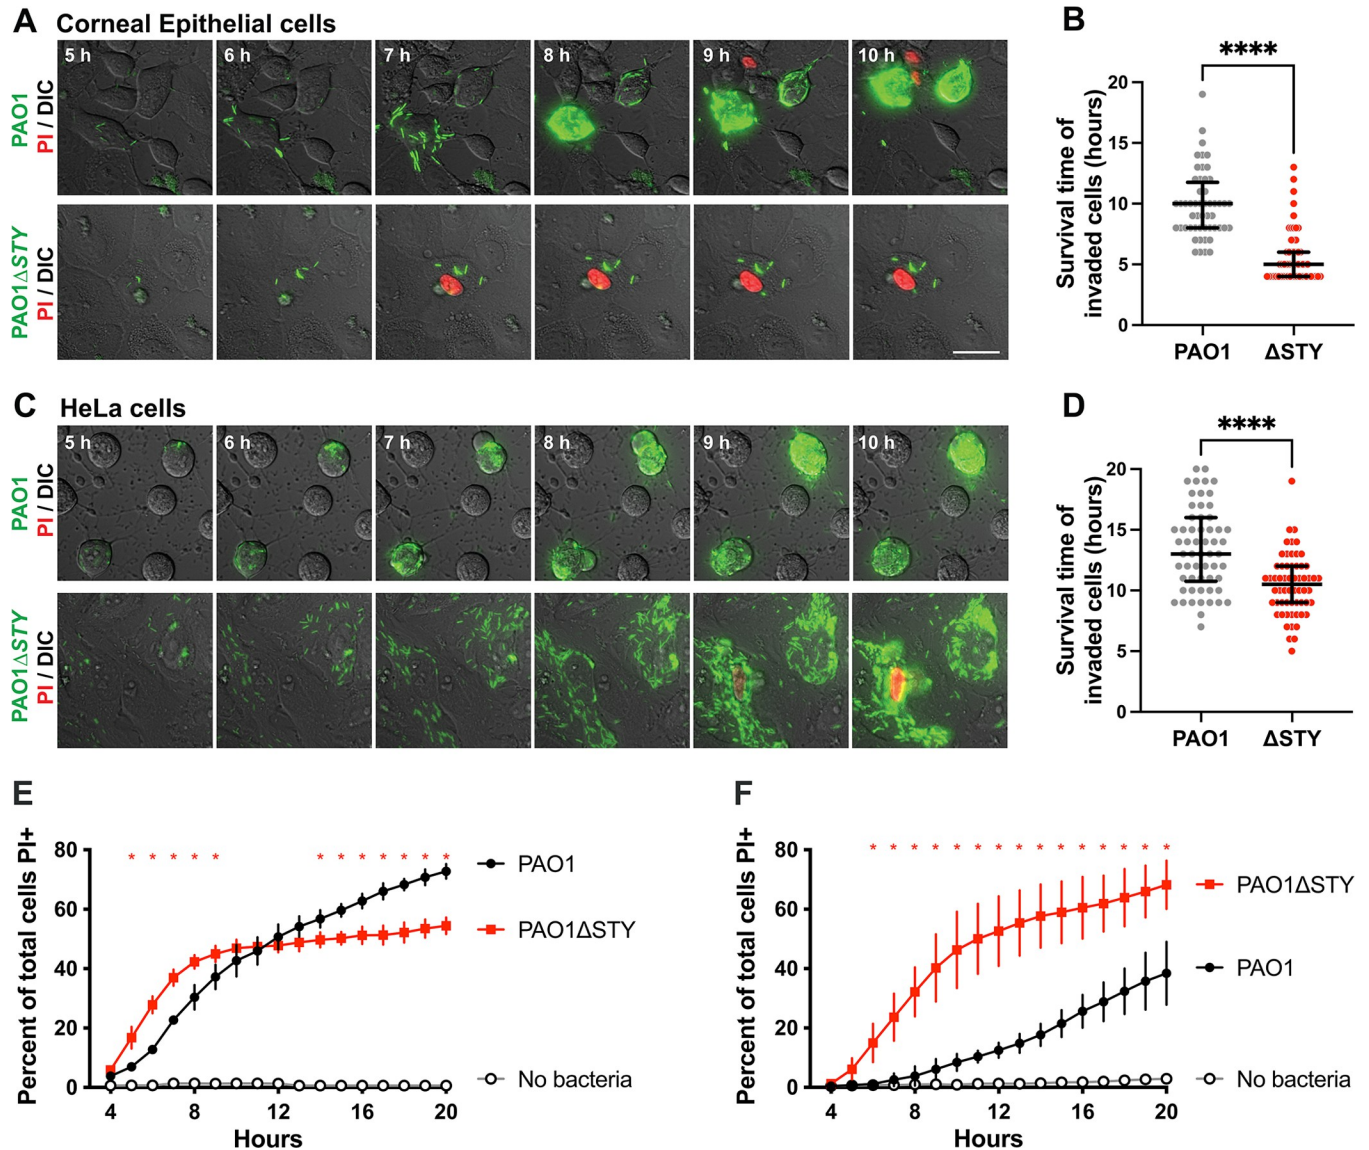 A Corneal Epithelial cells
5 h 6 h 7 h 8 h 9 h 10 h
PAO1
PI / DIC
PAO1ΔSTY
PI / DIC
B
****
Survival time of
invaded cells (hours)
20
15
10
5
0
PAO1 ΔSTY
C HeLa cells
5 h 6 h 7 h 8 h 9 h 10 h
PAO1
PI / DIC
PAO1ΔSTY
PI / DIC
D
****
Survival time of
invaded cells (hours)
20
15
10
5
0
PAO1 ΔSTY
E
Percent of total cells PI+
80
60
40
20
0
* * * * * * * * * * * *
PAO1
PAO1ΔSTY
No bacteria
4 8 12 16 20
Hours
F
Percent of total cells PI+
80
60
40
20
0
* * * * * * * * * * * * * * *
PAO1ΔSTY
PAO1
No bacteria
4 8 12 16 20
Hours